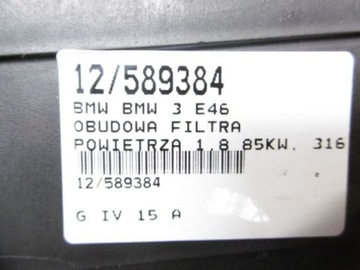 12/589384
BMW BMW 3 E46
OBUDOWA FILTRA
POWIETRZA 1.8 85KW. 316
12/589384
G IV 15 A